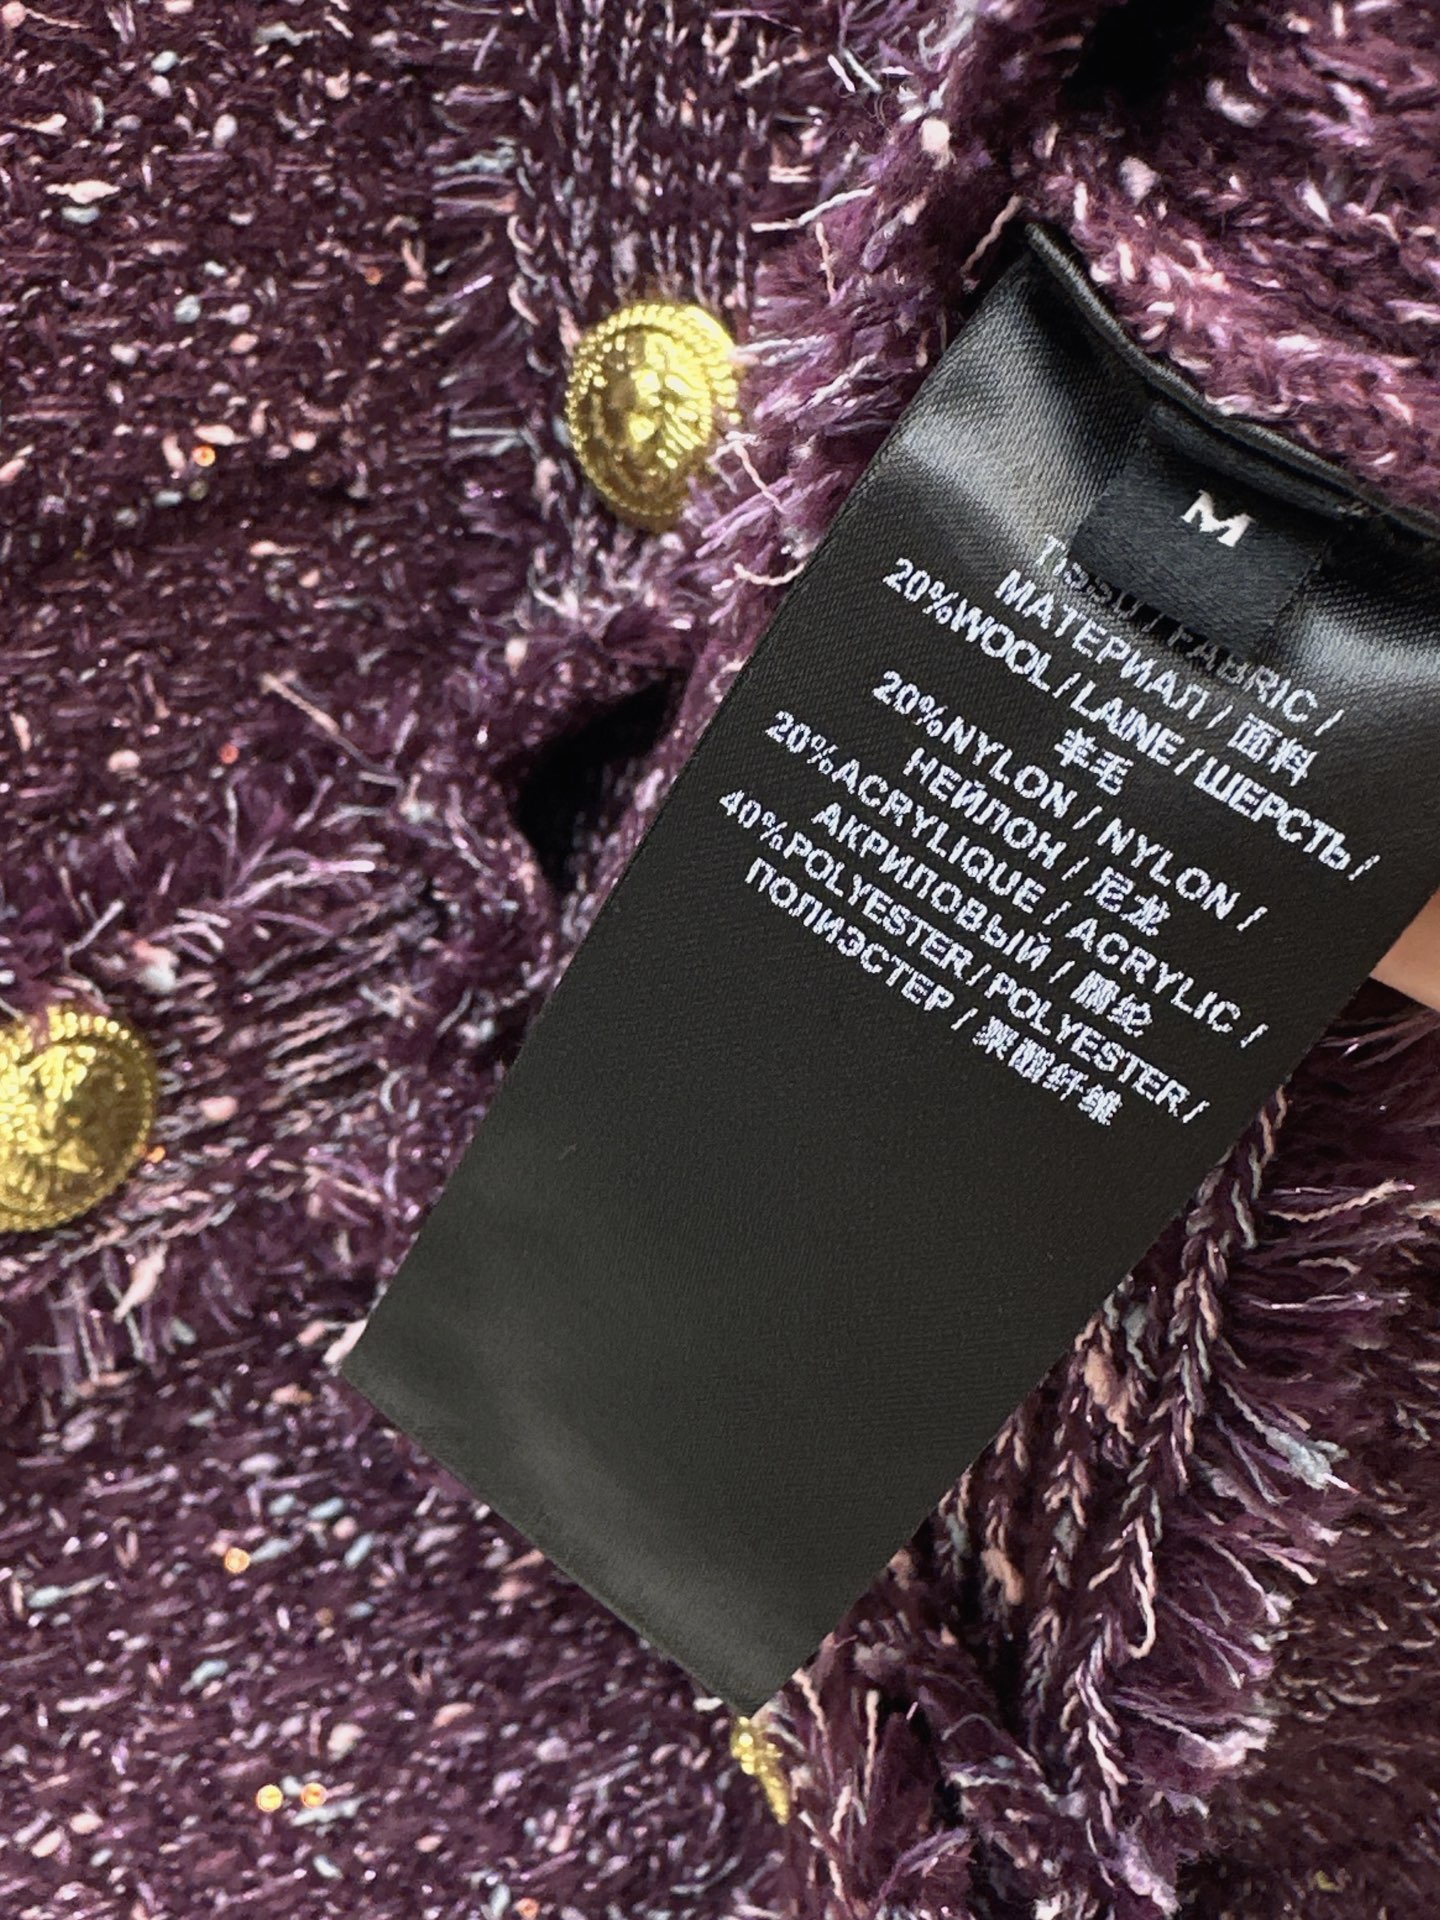 M
TISSU / FABRIC /
МАТЕРИАЛ / 面料
20%WOOL / LAINE / ШЕРСТЬ /
羊毛
20%NYLON / NYLON /
НЕЙЛОН / 尼龙
20%ACRYLIQUE / ACRYLIC /
АКРИЛОВЫЙ / 腈纶
40%POLYESTER / POLYESTER /
ПОЛИЭСТЕР / 聚酯纤维